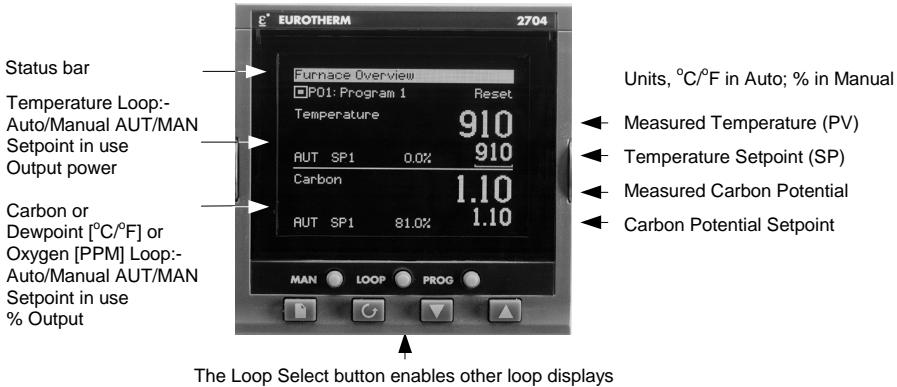 EUROTHERM 2704
Status bar
Furnace Overview
P01: Program 1 Reset
Units, °C/°F in Auto; % in Manual
Temperature Loop:-
Auto/Manual AUT/MAN
Setpoint in use
Output power
Temperature 910
Measured Temperature (PV)
AUT SP1 0.0% 910
Temperature Setpoint (SP)
Carbon 1.10
Measured Carbon Potential
AUT SP1 81.0% 1.10
Carbon Potential Setpoint
Carbon or
Dewpoint [°C/°F] or
Oxygen [PPM] Loop:-
Auto/Manual AUT/MAN
Setpoint in use
% Output
MAN LOOP PROG
The Loop Select button enables other loop displays